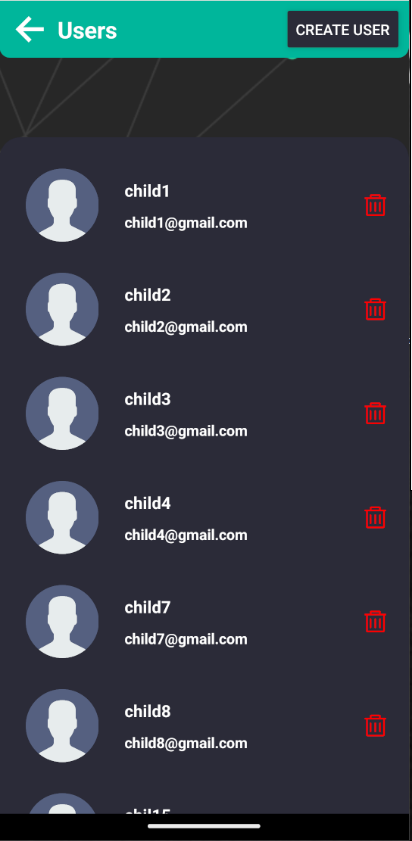 Users
CREATE USER
child1
child1@gmail.com
child2
child2@gmail.com
child3
child3@gmail.com
child4
child4@gmail.com
child7
child7@gmail.com
child8
child8@gmail.com